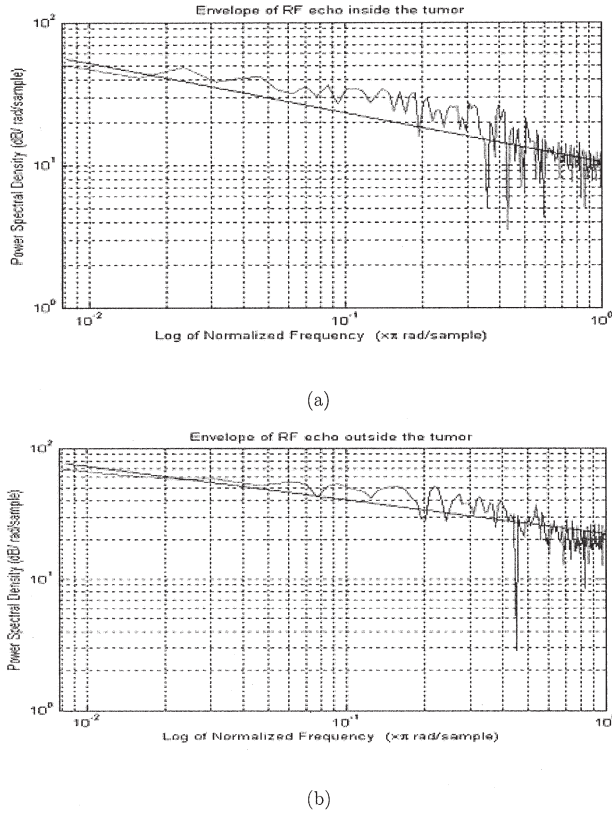 Envelope of RF echo inside the tumor
Power Spectral Density (dB/ rad/sample)
10^2
10^1
10^0
10^-2
10^-1
10^0
Log of Normalized Frequency (×π rad/sample)
(a)
Envelope of RF echo outside the tumor
Power Spectral Density (dB/ rad/sample)
10^2
10^1
10^0
10^-2
10^-1
10
Log of Normalized Frequency (×π rad/sample)
(b)